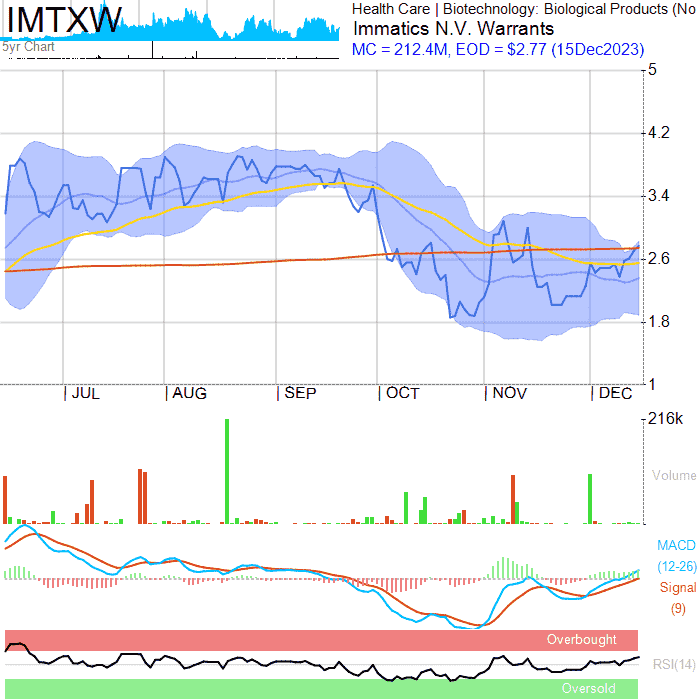 IMTXW
Health Care | Biotechnology: Biological Products (No
Immatics N.V. Warrants
5yr Chart
MC = 212.4M, EOD = $2.77 (15Dec2023)
5
4.2
3.4
2.6
1.8
1
| JUL | AUG | SEP | OCT | NOV | DEC
216k
Volume
MACD
(12-26)
Signal
(9)
Overbought
RSI(14)
Oversold